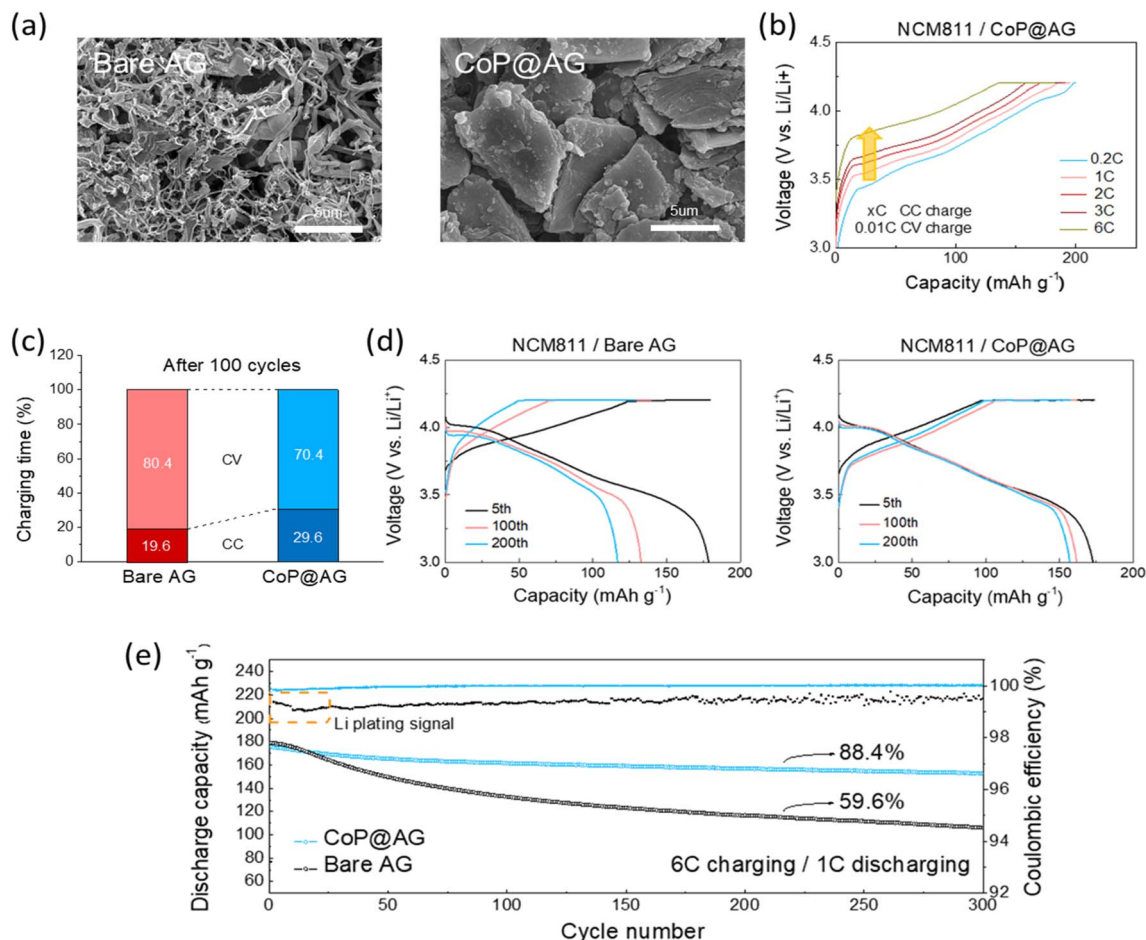 (a)
Bare AG
5um
CoP@AG
5um
(b)
NCM811 / CoP@AG
Voltage (V vs. Li/Li+)
4.5
4.0
3.5
3.0
0.2C
1C
2C
3C
6C
xC CC charge
0.01C CV charge
0 100 200
Capacity (mAh g⁻¹)
(c)
After 100 cycles
Charging time (%)
120
100
80
60
40
20
0
80.4
CV
70.4
19.6
CC
29.6
Bare AG CoP@AG
(d)
NCM811 / Bare AG
Voltage (V vs. Li/Li⁺)
4.5
4.0
3.5
3.0
5th
100th
200th
0 50 100 150 200
Capacity (mAh g⁻¹)
NCM811 / CoP@AG
Voltage (V vs. Li/Li⁺)
4.5
4.0
3.5
3.0
5th
100th
200th
0 50 100 150 200
Capacity (mAh g⁻¹)
(e)
Discharge capacity (mAh g⁻¹)
240
220
200
180
160
140
120
100
80
60
Li plating signal
88.4%
59.6%
CoP@AG
Bare AG
6C charging / 1C discharging
100
98
96
94
92
Coulombic efficiency (%)
0 50 100 150 200 250 300
Cycle number